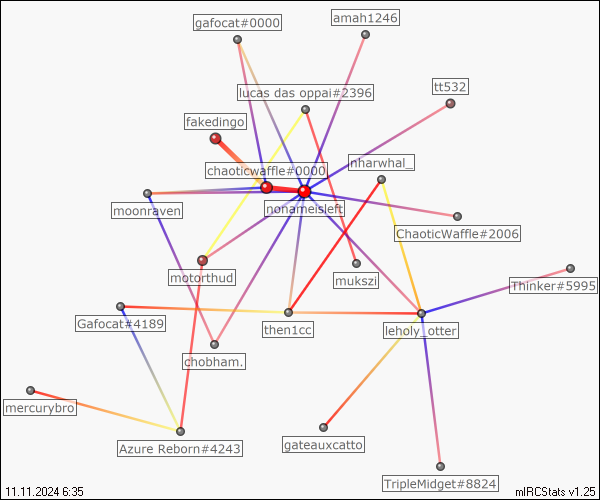 gafocat#0000
amah1246
lucas das oppai#2396
tt532
fakedingo
chaoticwaffle#0000
nharwhal_
moonraven
nonameisleft
ChaoticWaffle#2006
motorthud
mukszi
Thinker#5995
Gafocat#4189
then1cc
leholy_otter
chobham.
mercurybro
Azure Reborn#4243
gateauxcatto
TripleMidget#8824
11.11.2024 6:35
mIRCStats v1.25